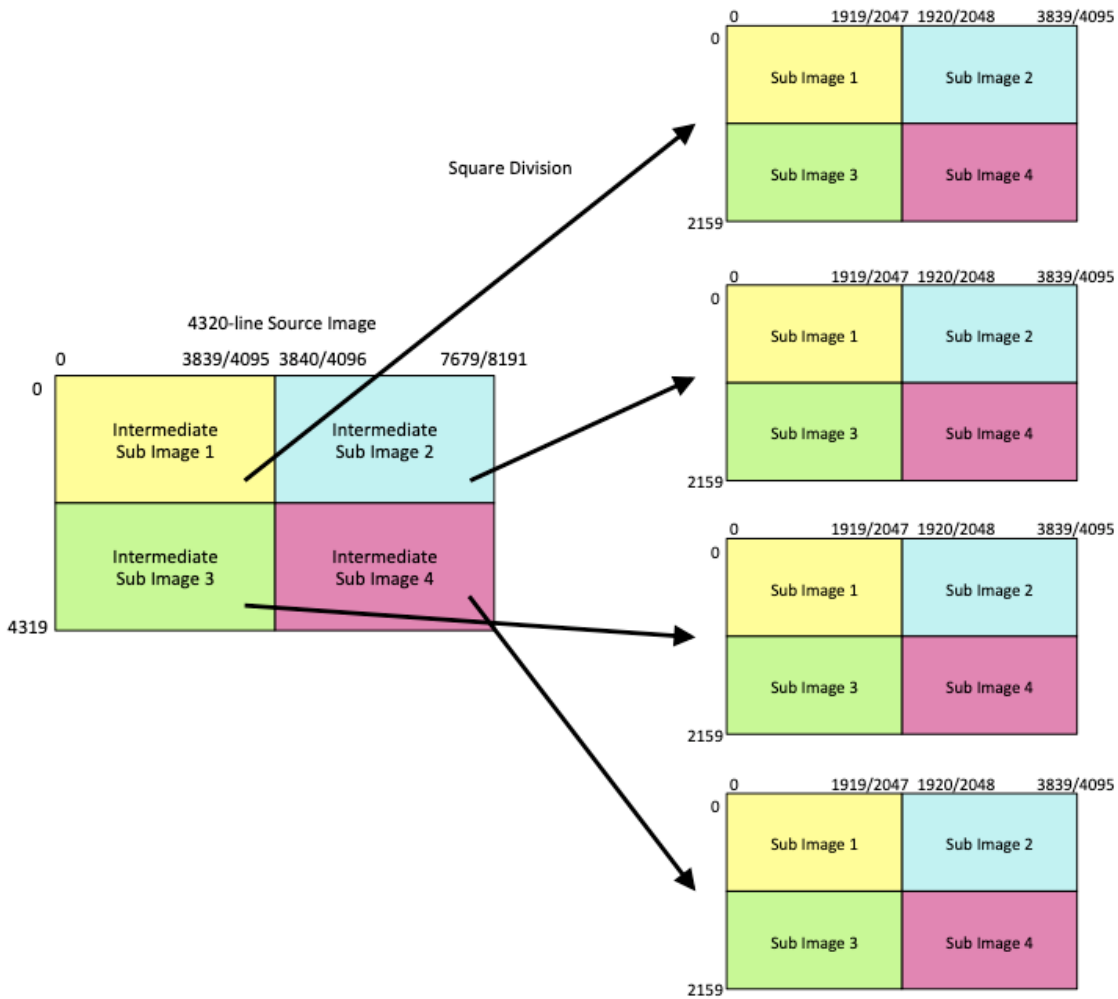 0 1919/2047 1920/2048 3839/4095
0
Sub Image 1 Sub Image 2
Sub Image 3 Sub Image 4
2159
Square Division
0 1919/2047 1920/2048 3839/4095
0
Sub Image 1 Sub Image 2
Sub Image 3 Sub Image 4
2159
4320-line Source Image
0 3839/4095 3840/4096 7679/8191
0
Intermediate
Sub Image 1
Intermediate
Sub Image 2
Intermediate
Sub Image 3
Intermediate
Sub Image 4
4319
0 1919/2047 1920/2048 3839/4095
0
Sub Image 1 Sub Image 2
Sub Image 3 Sub Image 4
2159
0 1919/2047 1920/2048 3839/4095
0
Sub Image 1 Sub Image 2
Sub Image 3 Sub Image 4
2159